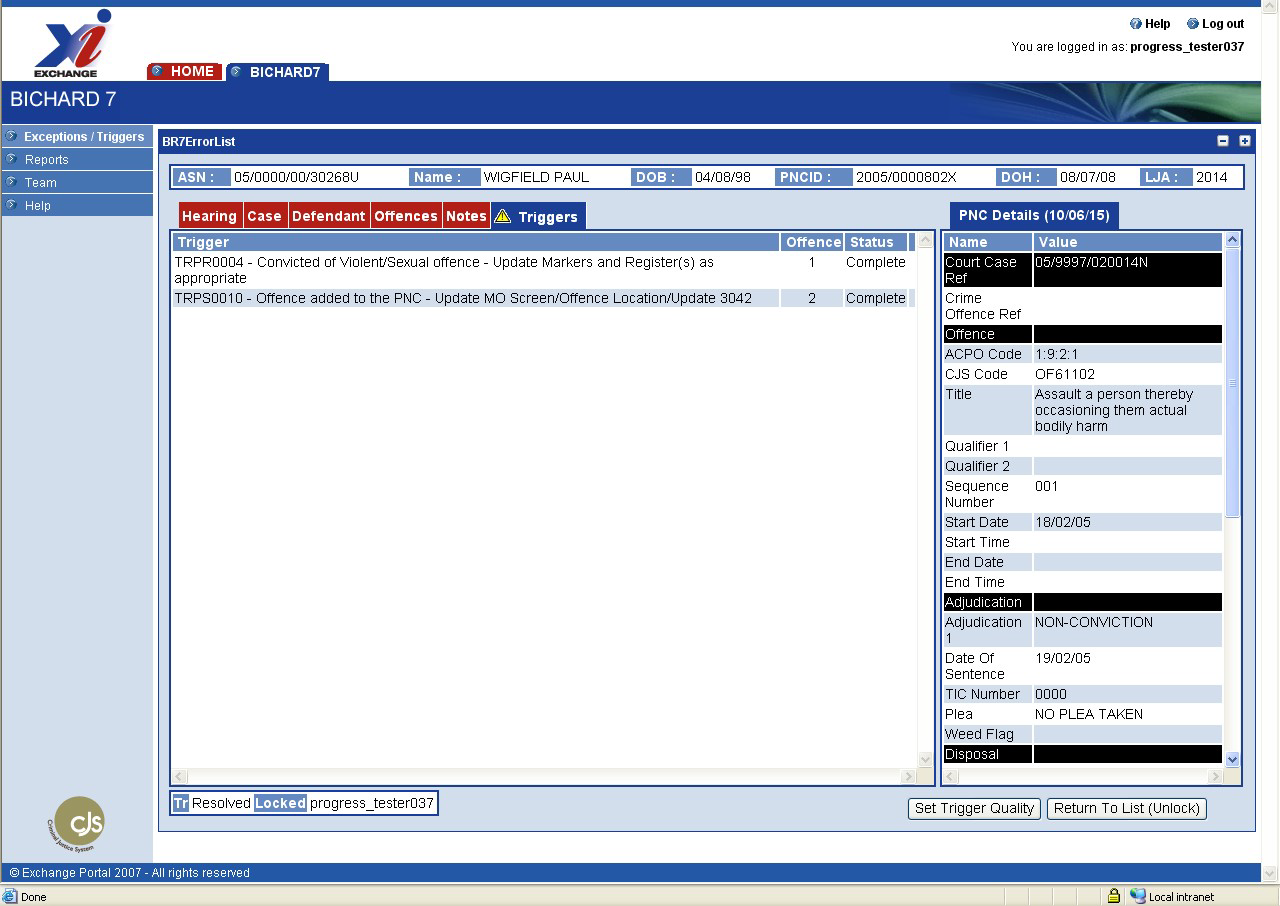 Xi
EXCHANGE
Help
Log out
You are logged in as: progress_tester037
HOME
BICHARD7
BICHARD 7
Exceptions / Triggers
Reports
Team
Help
BR7ErrorList
ASN : 05/0000/00/30268U Name : WIGFIELD PAUL DOB : 04/08/98 PNCID : 2005/0000802X DOH : 08/07/08 LJA : 2014
Hearing Case Defendant Offences Notes Triggers
Trigger Offence Status
TRPR0004 - Convicted of Violent/Sexual offence - Update Markers and Register(s) as 1 Complete
appropriate
TRPS0010 - Offence added to the PNC - Update MO Screen/Offence Location/Update 3042 2 Complete
PNC Details (10/06/15)
Name Value
Court Case 05/9997/020014N
Ref
Crime
Offence Ref
Offence
ACPO Code 1:9:2:1
CJS Code OF61102
Title Assault a person thereby
occasioning them actual
bodily harm
Qualifier 1
Qualifier 2
Sequence 001
Number
Start Date 18/02/05
Start Time
End Date
End Time
Adjudication
Adjudication NON-CONVICTION
1
Date Of 19/02/05
Sentence
TIC Number 0000
Plea NO PLEA TAKEN
Weed Flag
Disposal
Tr Resolved Locked progress_tester037
Set Trigger Quality Return To List (Unlock)
cjs
Criminal Justice System
© Exchange Portal 2007 - All rights reserved
Done
Local intranet